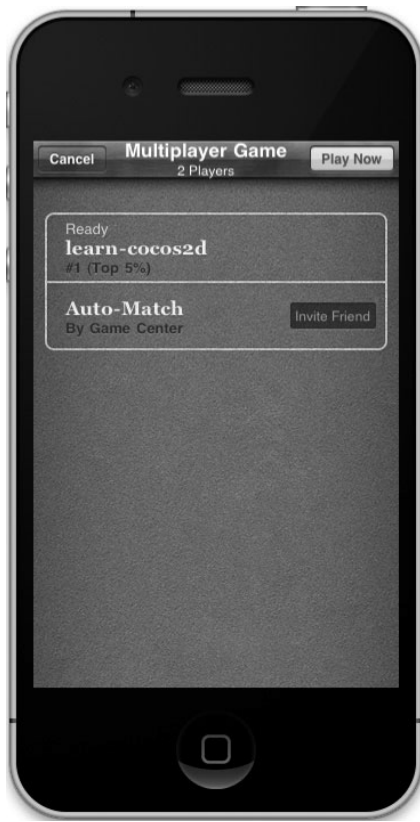 Cancel
Multiplayer Game
2 Players
Play Now
Ready
learn-cocos2d
#1 (Top 5%)
Auto-Match
By Game Center
Invite Friend